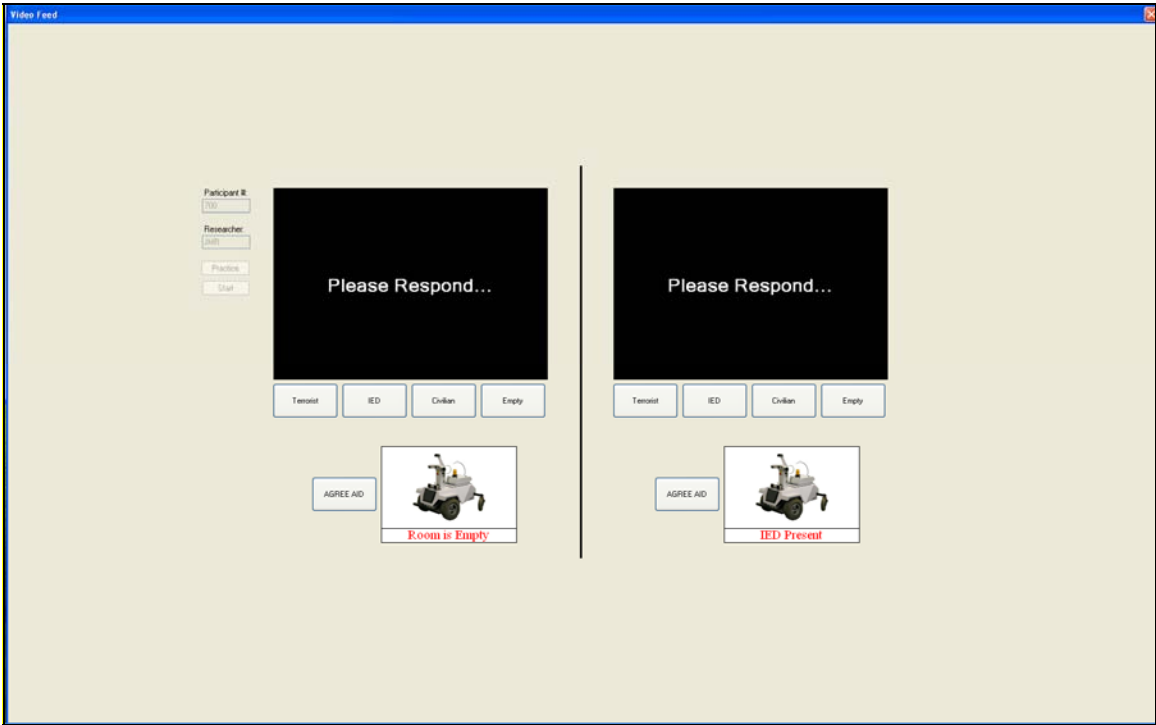 Video Feed
Participant #:
700
Researcher:
Practice
Start
Please Respond...
Terrorist IED Civilian Empty
AGREE AID
Room is Empty
Please Respond...
Terrorist IED Civilian Empty
AGREE AID
IED Present